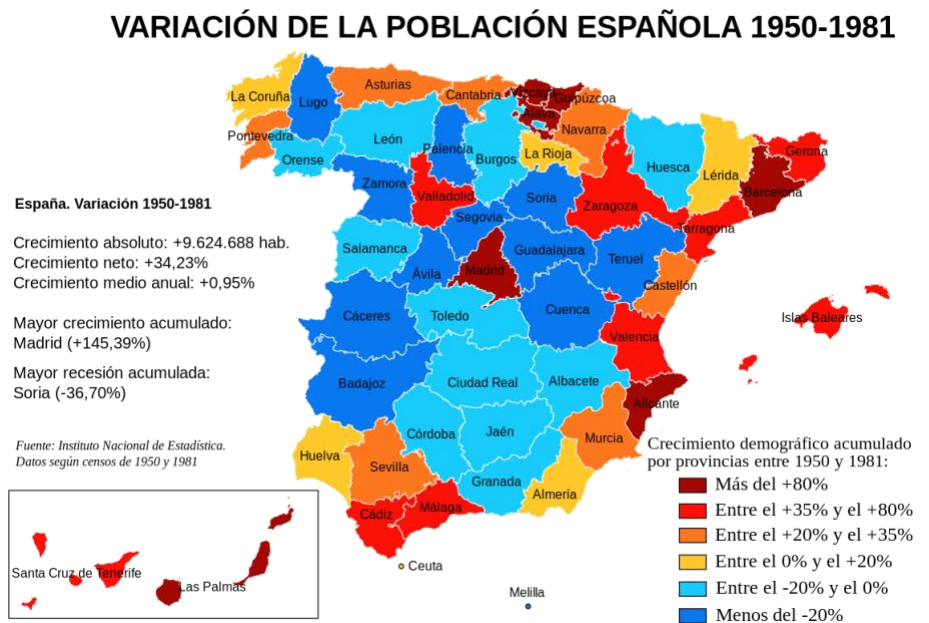 VARIACIÓN DE LA POBLACIÓN ESPAÑOLA 1950-1981
La Coruña
Lugo
Asturias
Cantabria
Vizcaya
Guipúzcoa
Álava
Navarra
Pontevedra
Orense
León
Palencia
Burgos
La Rioja
Huesca
Lérida
Gerona
Barcelona
Zamora
Valladolid
Soria
Zaragoza
Tarragona
Segovia
Salamanca
Ávila
Madrid
Guadalajara
Teruel
Castellón
Cáceres
Toledo
Cuenca
Valencia
Islas Baleares
Badajoz
Ciudad Real
Albacete
Alicante
Córdoba
Jaén
Murcia
Huelva
Sevilla
Granada
Almería
Cádiz
Málaga
Ceuta
Melilla
España. Variación 1950-1981
Crecimiento absoluto: +9.624.688 hab.
Crecimiento neto: +34,23%
Crecimiento medio anual: +0,95%
Mayor crecimiento acumulado:
Madrid (+145,39%)
Mayor recesión acumulada:
Soria (-36,70%)
Fuente: Instituto Nacional de Estadística.
Datos según censos de 1950 y 1981
Santa Cruz de Tenerife
Las Palmas
Crecimiento demográfico acumulado
por provincias entre 1950 y 1981:
Más del +80%
Entre el +35% y el +80%
Entre el +20% y el +35%
Entre el 0% y el +20%
Entre el -20% y el 0%
Menos del -20%